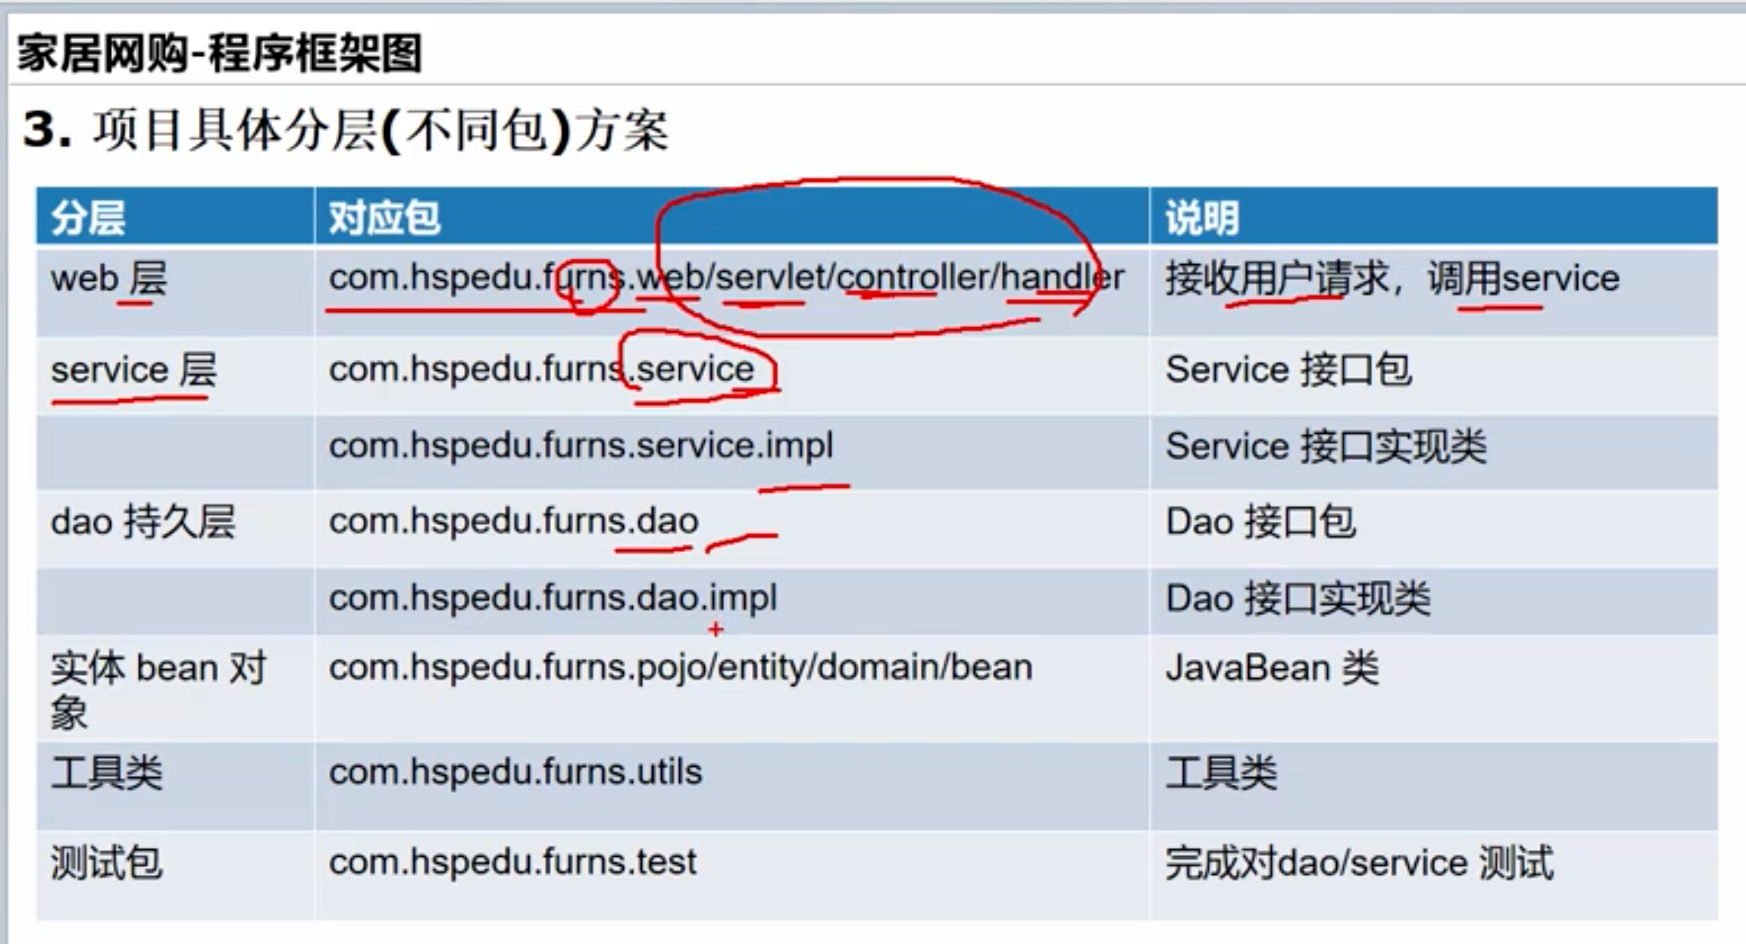 家居网购-程序框架图
3. 项目具体分层(不同包)方案
分层 对应包 说明
web 层 com.hspedu.furns.web/servlet/controller/handler 接收用户请求，调用service
service 层 com.hspedu.furns.service Service 接口包
com.hspedu.furns.service.impl Service 接口实现类
dao 持久层 com.hspedu.furns.dao Dao 接口包
com.hspedu.furns.dao.impl Dao 接口实现类
实体 bean 对 com.hspedu.furns.pojo/entity/domain/bean JavaBean 类
象
工具类 com.hspedu.furns.utils 工具类
测试包 com.hspedu.furns.test 完成对dao/service 测试